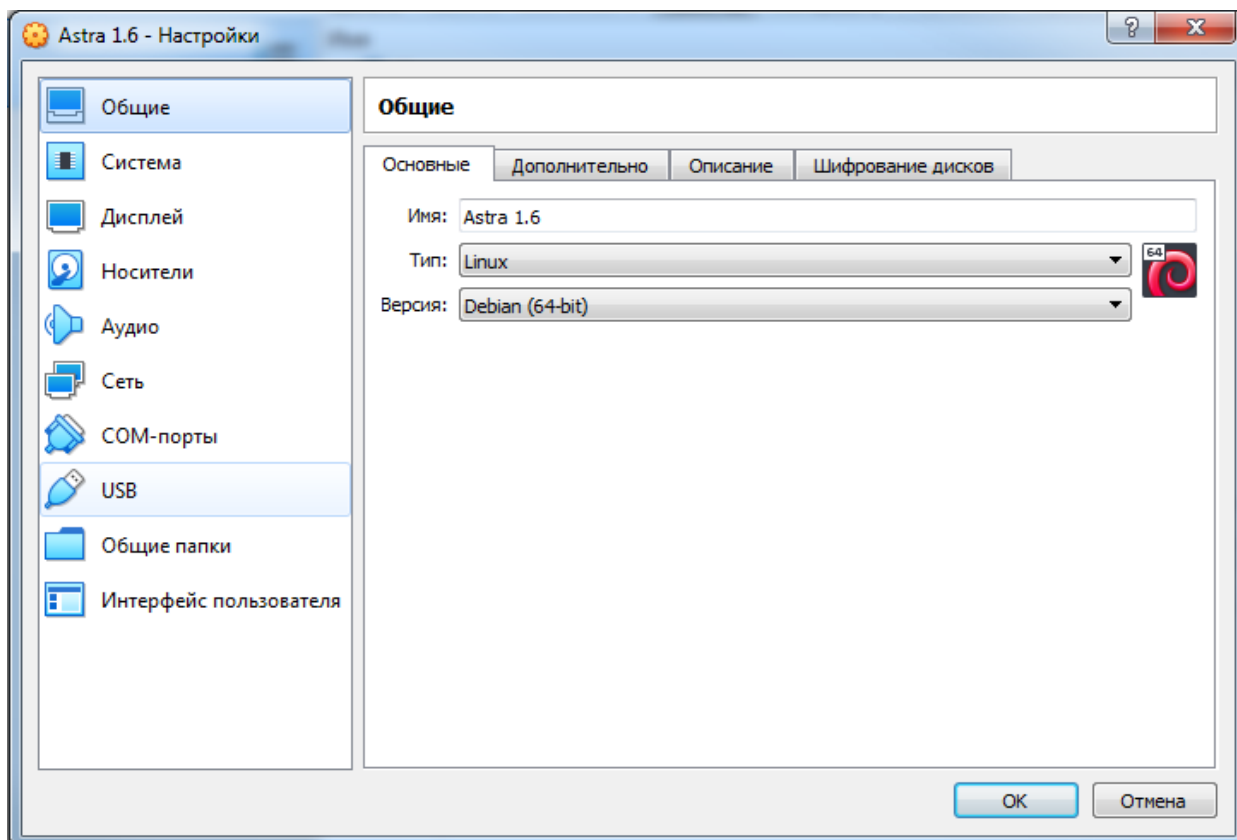 Astra 1.6 - Настройки
Общие
Система
Дисплей
Носители
Аудио
Сеть
COM-порты
USB
Общие папки
Интерфейс пользователя
Общие
Основные Дополнительно Описание Шифрование дисков
Имя: Astra 1.6
Тип: Linux
64
Версия: Debian (64-bit)
OK Отмена